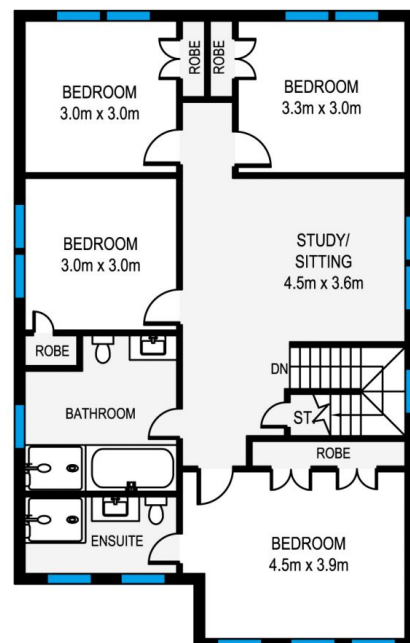 ROBE
ROBE
BEDROOM
3.0m x 3.0m
BEDROOM
3.3m x 3.0m
BEDROOM
3.0m x 3.0m
STUDY/
SITTING
4.5m x 3.6m
ROBE
DN
BATHROOM
ST
ROBE
ENSUITE
BEDROOM
4.5m x 3.9m